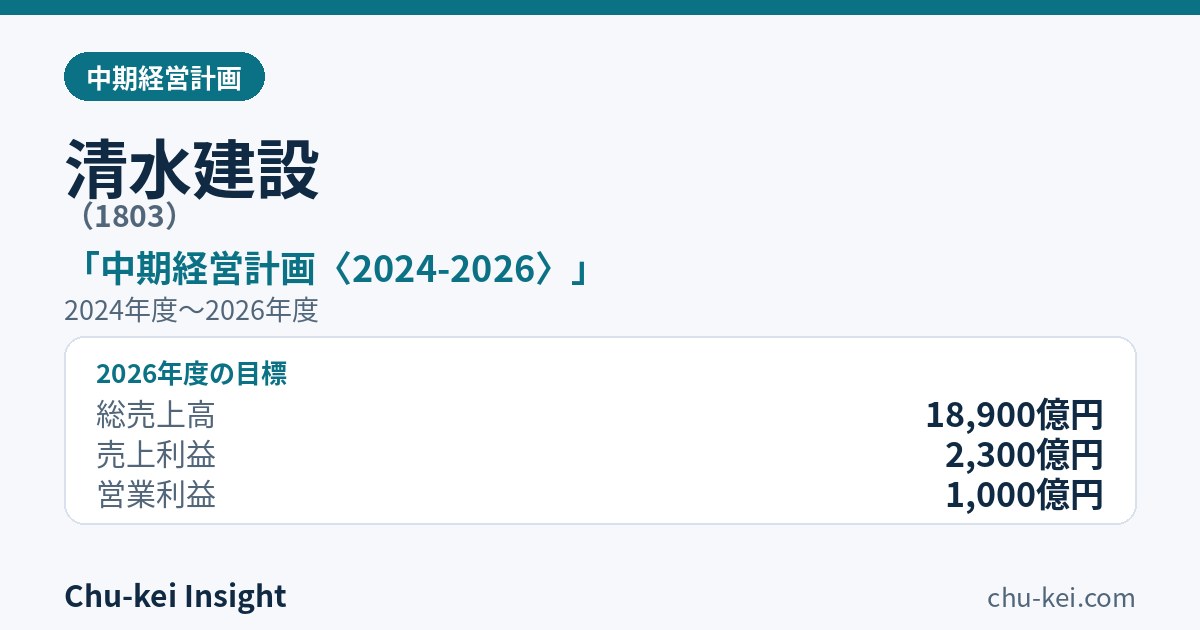 中期経営計画
清水建設
（1803）
「中期経営計画〈2024-2026〉」
2024年度～2026年度
2026年度の目標
総売上高 18,900億円
売上利益 2,300億円
営業利益 1,000億円
Chu-kei Insight chu-kei.com